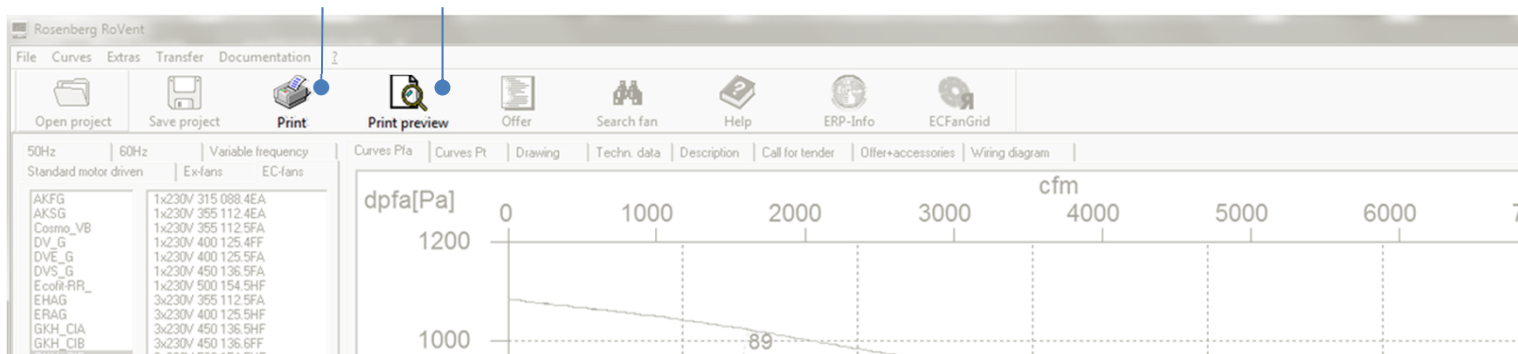 Rosenberg RoVent
File Curves Extras Transfer Documentation ?
Open project Save project Print Print preview Offer Search fan Help ERP-Info ECFanGrid
50Hz 60Hz Variable frequency
Standard motor driven Ex-fans EC-fans
Curves Pfa Curves Pt Drawing Techn. data Description Call for tender Offer+accessories Wiring diagram
AKFG
AKSG
Cosmo_VB
DV_G
DVE_G
DVS_G
Ecofit-RR_
EHAG
ERAG
GKH_CIA
GKH_CIB
1x230V 315 088.4EA
1x230V 355 112.4EA
1x230V 355 112.5FA
1x230V 400 125.4FF
1x230V 400 125.5FA
1x230V 450 136.5FA
1x230V 500 154.5HF
3x230V 355 112.5FA
3x230V 400 125.5HF
3x230V 450 136.5HF
3x230V 450 136.6FF
cfm
dpfa[Pa]
0 1000 2000 3000 4000 5000 6000
1200
1000
89